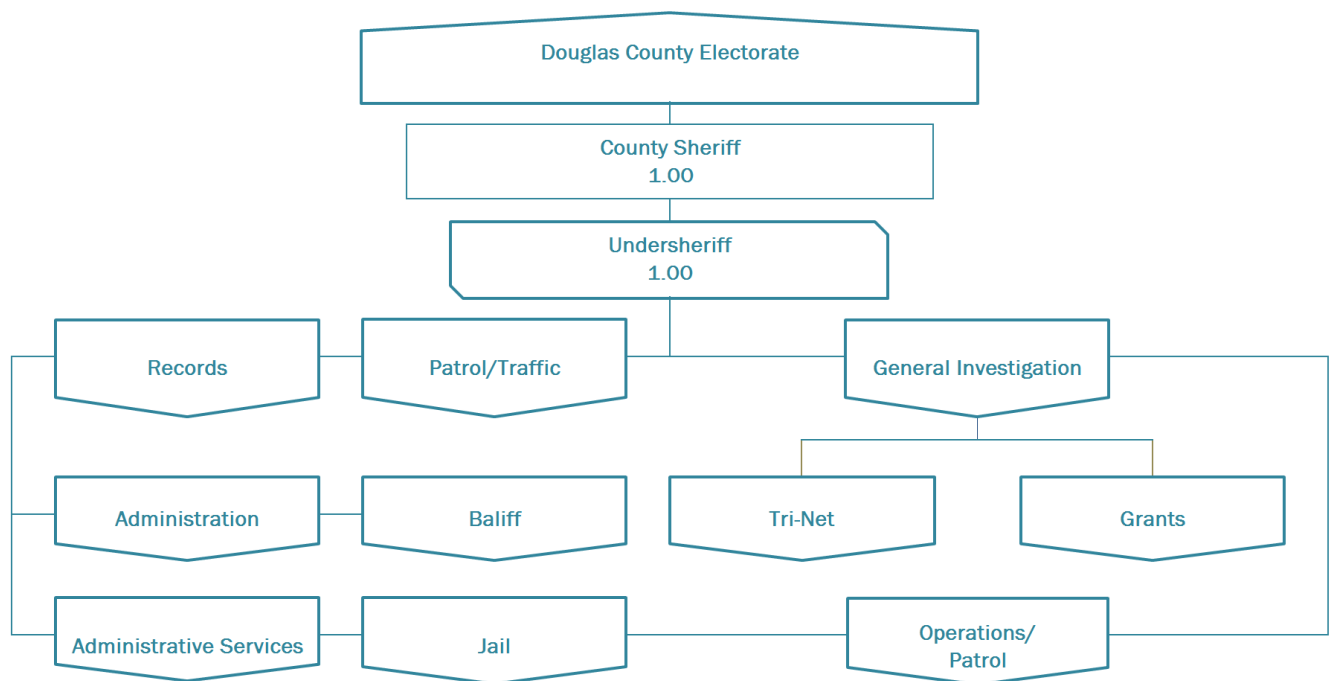 Douglas County Electorate
County Sheriff
1.00
Undersheriff
1.00
Records
Patrol/Traffic
General Investigation
Administration
Baliff
Tri-Net
Grants
Administrative Services
Jail
Operations/
Patrol